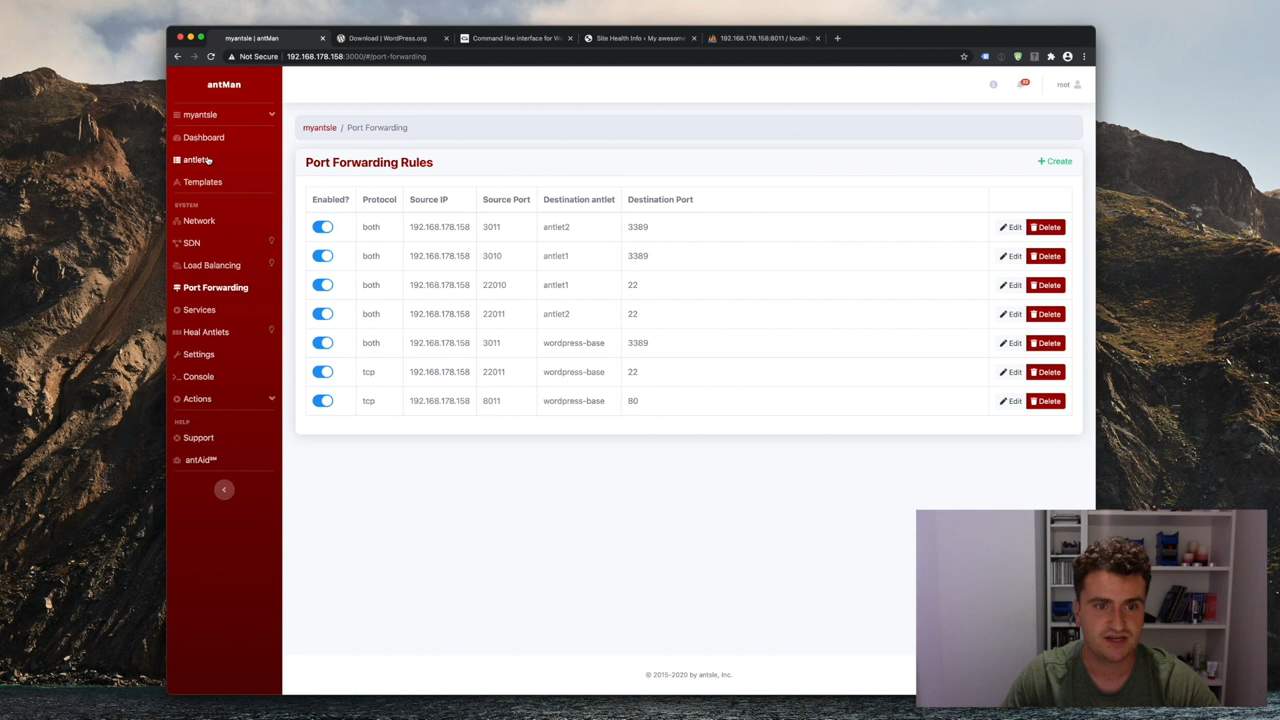 myantsle | antMan
Download | WordPress.org
Command line interface for W
Site Health Info ‹ My awesome
192.168.178.158:8011 / localh
Not Secure
192.168.178.158:3000/#/port-forwarding
antMan
root
myantsle
Dashboard
antlets
Templates
SYSTEM
Network
SDN
Load Balancing
Port Forwarding
Services
Heal Antlets
Settings
Console
Actions
HELP
Support
antAid℠
myantsle / Port Forwarding
Port Forwarding Rules
+ Create
Enabled? Protocol Source IP Source Port Destination antlet Destination Port
both 192.168.178.158 3011 antlet2 3389 Edit Delete
both 192.168.178.158 3010 antlet1 3389 Edit Delete
both 192.168.178.158 22010 antlet1 22 Edit Delete
both 192.168.178.158 22011 antlet2 22 Edit Delete
both 192.168.178.158 3011 wordpress-base 3389 Edit Delete
tcp 192.168.178.158 22011 wordpress-base 22 Edit Delete
tcp 192.168.178.158 8011 wordpress-base 80 Edit Delete
© 2015-2020 by antsle, Inc.